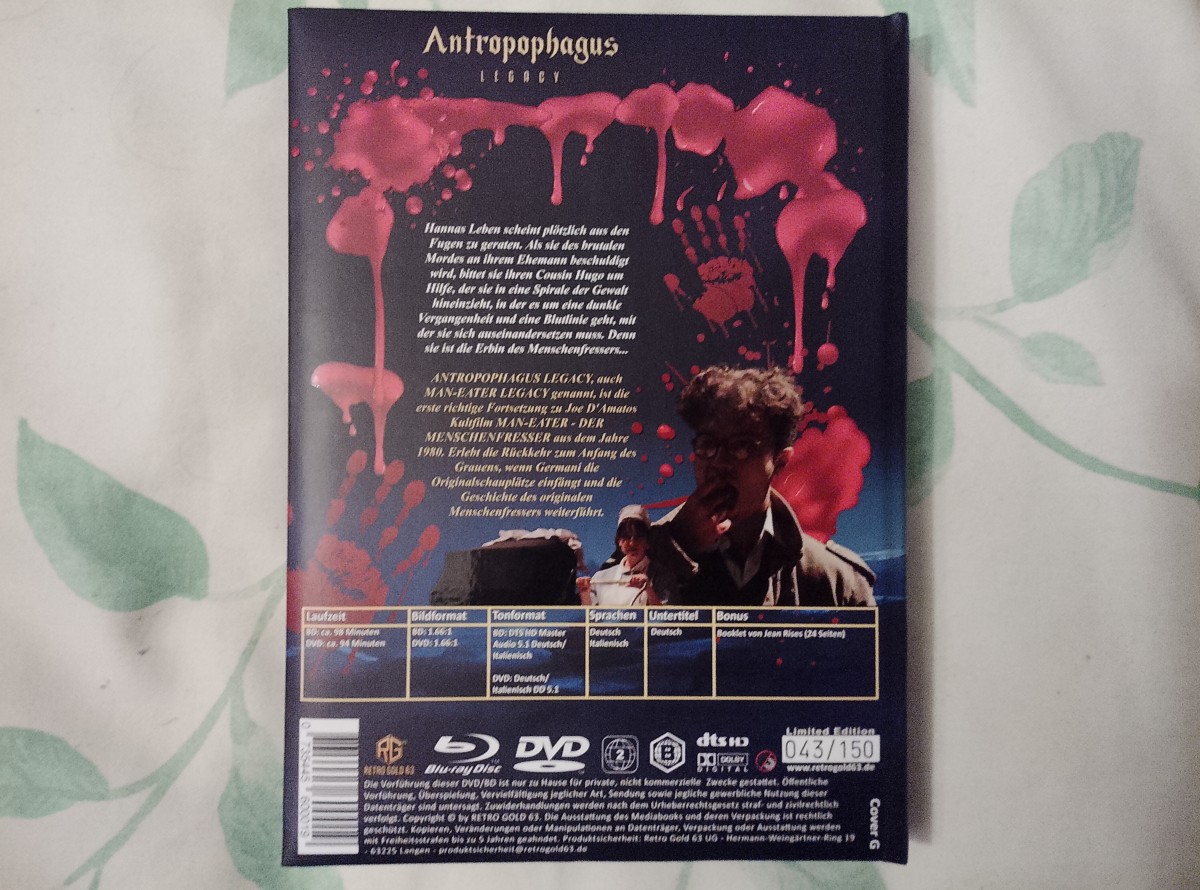 Antropophagus
LEGACY
Hannas Leben scheint plötzlich aus den
Fugen zu geraten. Als sie des brutalen
Mordes an ihrem Ehemann beschuldigt
wird, bittet sie ihren Cousin Hugo um
Hilfe, der sie in eine Spirale der Gewalt
hineinzieht, in der es um eine dunkle
Vergangenheit und eine Blutlinie geht, mit
der sie sich auseinandersetzen muss. Denn
sie ist die Erbin des Menschenfressers...
ANTROPOPHAGUS LEGACY, auch
MAN-EATER LEGACY genannt, ist die
erste richtige Fortsetzung zu Joe D'Amatos
Kultfilm MAN-EATER - DER
MENSCHENFRESSER aus dem Jahre
1980. Erlebt die Rückkehr zum Anfang des
Grauens, wenn Germani die
Originalschauplätze einfängt und die
Geschichte des originalen
Menschenfressers weiterführt.
Laufzeit
BD: ca. 98 Minuten
DVD: ca. 94 Minuten
Bildformat
BD: 1.66:1
DVD: 1.66:1
Tonformat
BD: DTS HD Master
Audio 5.1 Deutsch/
Italienisch
DVD: Deutsch/
Italienisch DD 5.1
Sprachen
Deutsch
Italienisch
Untertitel
Deutsch
Bonus
Booklet von Jean Rises (24 Seiten)
RG
RETRO GOLD 63
Blu-ray Disc
DVD
2
B
dts HD
DOLBY
DIGITAL
Limited Edition
043/150
www.retrogold63.de
Die Vorführung dieser DVD/BD ist nur zu Hause für private, nicht kommerzielle Zwecke gestattet. Öffentliche
Vorführung, Überspielung, Vervielfältigung jeglicher Art, Sendung sowie jegliche gewerbliche Nutzung dieser
Datenträger sind untersagt. Zuwiderhandlungen werden nach dem Urheberrechtsgesetz straf- und zivilrechtlich
verfolgt. Copyright © by RETRO GOLD 63. Die Ausstattung des Mediabooks und deren Verpackung ist rechtlich
geschützt. Kopieren, Veränderungen oder Manipulationen an Datenträger, Verpackung oder Ausstattung werden
mit Freiheitsstrafen bis zu 5 Jahren geahndet. Produktsicherheit: Retro Gold 63 UG - Hermann-Weingärtner-Ring 19
- 63225 Langen - produktsicherheit@retrogold63.de
Cover G